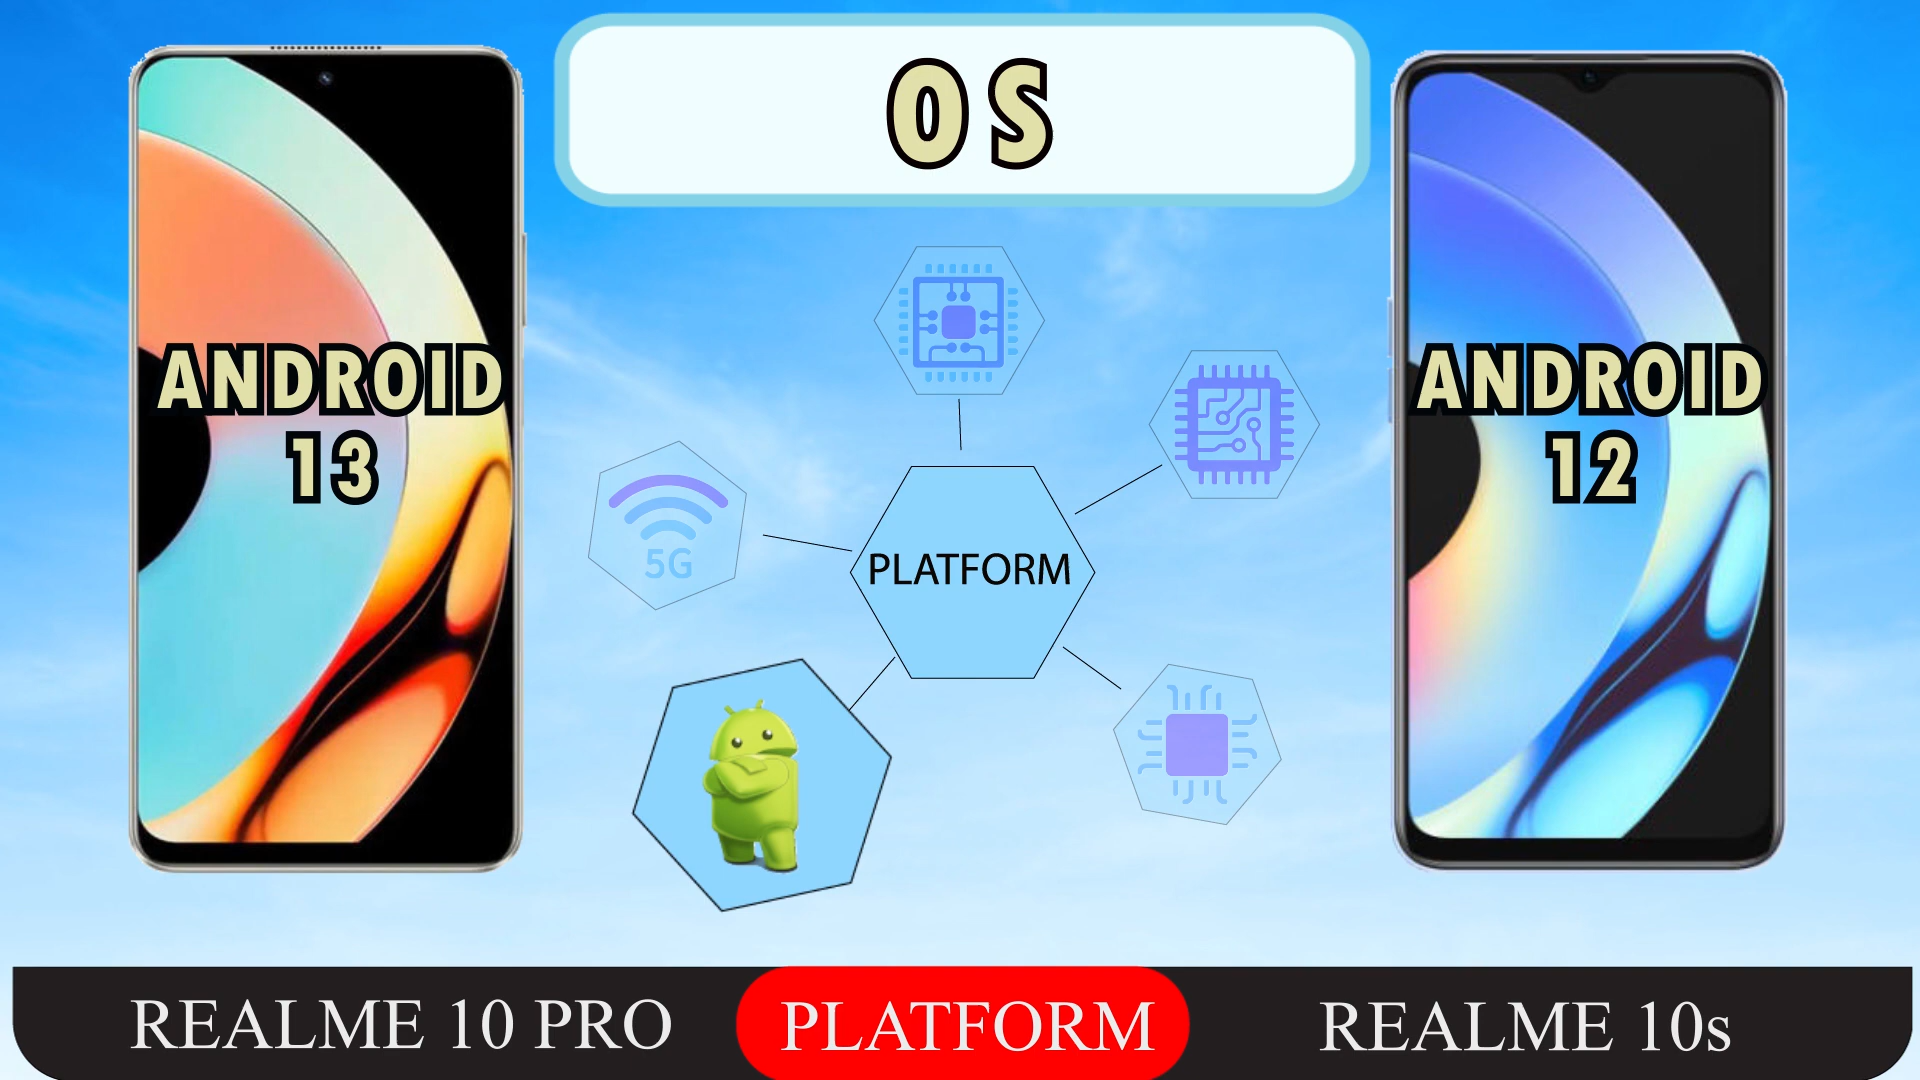 OS
ANDROID
13
ANDROID
12
5G
PLATFORM
REALME 10 PRO
PLATFORM
REALME 10s